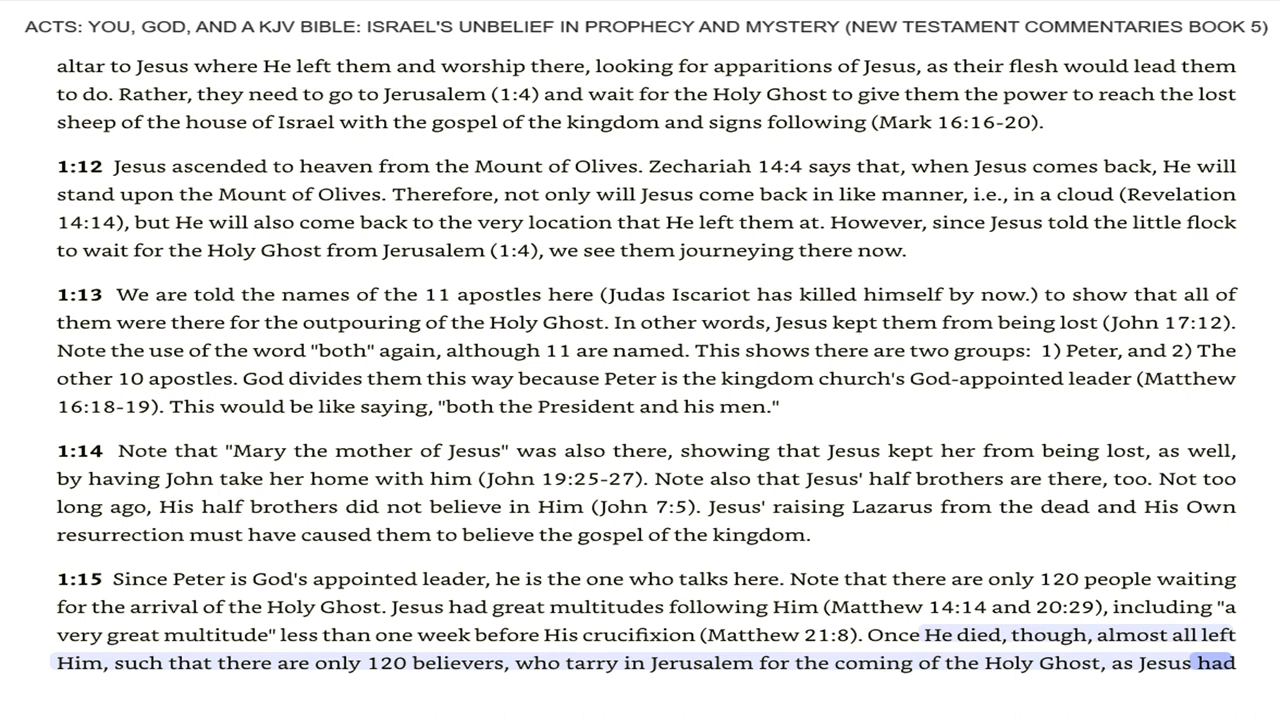 ACTS: YOU, GOD, AND A KJV BIBLE: ISRAEL'S UNBELIEF IN PROPHECY AND MYSTERY (NEW TESTAMENT COMMENTARIES BOOK 5)
altar to Jesus where He left them and worship there, looking for apparitions of Jesus, as their flesh would lead them
to do. Rather, they need to go to Jerusalem (1:4) and wait for the Holy Ghost to give them the power to reach the lost
sheep of the house of Israel with the gospel of the kingdom and signs following (Mark 16:16-20).
1:12 Jesus ascended to heaven from the Mount of Olives. Zechariah 14:4 says that, when Jesus comes back, He will
stand upon the Mount of Olives. Therefore, not only will Jesus come back in like manner, i.e., in a cloud (Revelation
14:14), but He will also come back to the very location that He left them at. However, since Jesus told the little flock
to wait for the Holy Ghost from Jerusalem (1:4), we see them journeying there now.
1:13 We are told the names of the 11 apostles here (Judas Iscariot has killed himself by now.) to show that all of
them were there for the outpouring of the Holy Ghost. In other words, Jesus kept them from being lost (John 17:12).
Note the use of the word "both" again, although 11 are named. This shows there are two groups: 1) Peter, and 2) The
other 10 apostles. God divides them this way because Peter is the kingdom church's God-appointed leader (Matthew
16:18-19). This would be like saying, "both the President and his men."
1:14 Note that "Mary the mother of Jesus" was also there, showing that Jesus kept her from being lost, as well,
by having John take her home with him (John 19:25-27). Note also that Jesus' half brothers are there, too. Not too
long ago, His half brothers did not believe in Him (John 7:5). Jesus' raising Lazarus from the dead and His Own
resurrection must have caused them to believe the gospel of the kingdom.
1:15 Since Peter is God's appointed leader, he is the one who talks here. Note that there are only 120 people waiting
for the arrival of the Holy Ghost. Jesus had great multitudes following Him (Matthew 14:14 and 20:29), including "a
very great multitude" less than one week before His crucifixion (Matthew 21:8). Once He died, though, almost all left
Him, such that there are only 120 believers, who tarry in Jerusalem for the coming of the Holy Ghost, as Jesus had